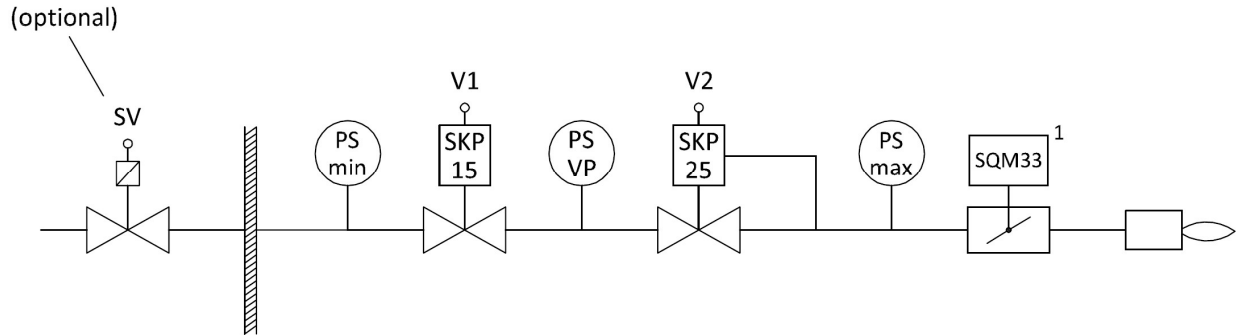 (optional)
SV
V1
V2
PS
min
SKP
15
PS
VP
SKP
25
PS
max
SQM33
1